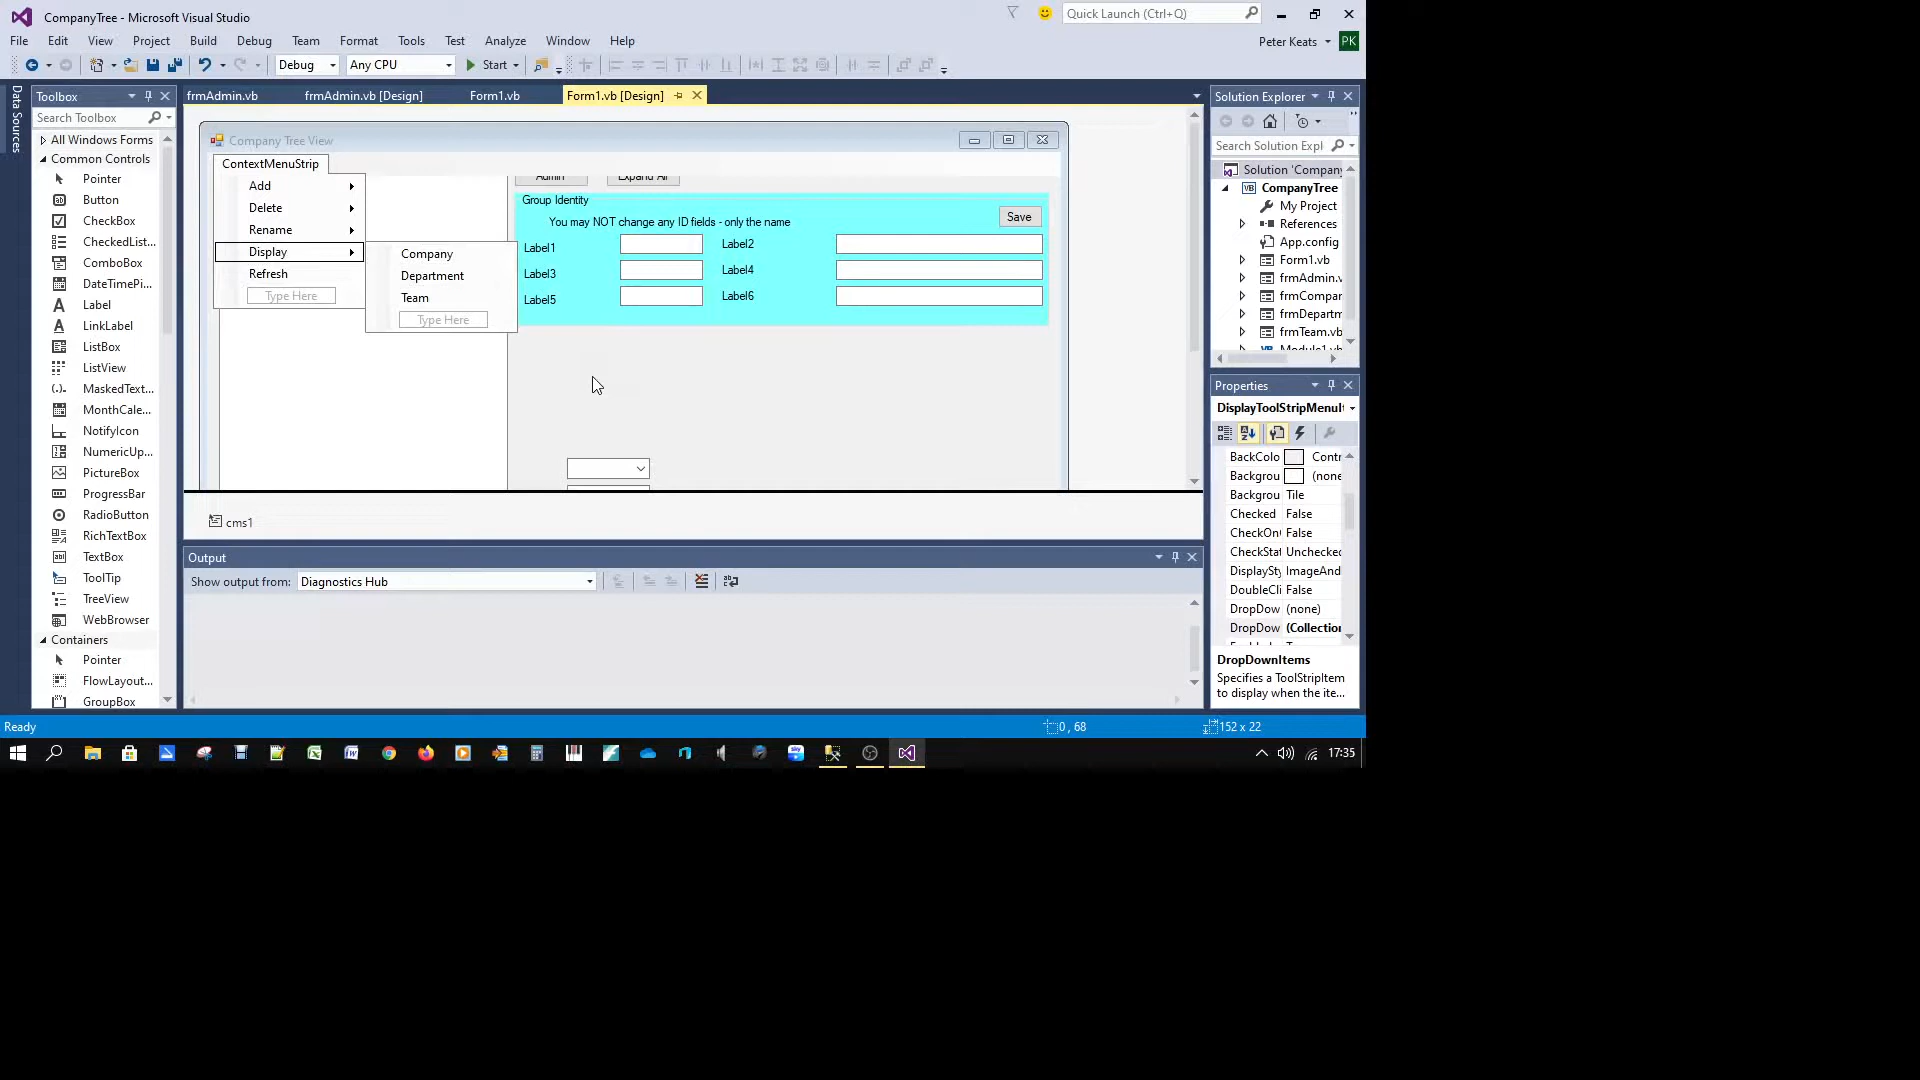 CompanyTree - Microsoft Visual Studio
Quick Launch (Ctrl+Q)
File Edit View Project Build Debug Team Format Tools Test Analyze Window Help
Peter Keats PK
Debug Any CPU Start
Data Sources
Toolbox
Search Toolbox
All Windows Forms
Common Controls
Pointer
Button
CheckBox
CheckedList...
ComboBox
DateTimePi...
Label
LinkLabel
ListBox
ListView
MaskedText...
MonthCale...
NotifyIcon
NumericUp...
PictureBox
ProgressBar
RadioButton
RichTextBox
TextBox
ToolTip
TreeView
WebBrowser
Containers
Pointer
FlowLayout...
GroupBox
frmAdmin.vb frmAdmin.vb [Design] Form1.vb Form1.vb [Design]
Company Tree View
ContextMenuStrip
Add
Delete
Rename
Display
Refresh
Type Here
Company
Department
Team
Type Here
Admin Expand All
Group Identity
You may NOT change any ID fields - only the name
Save
Label1 Label2
Label3 Label4
Label5 Label6
cms1
Output
Show output from: Diagnostics Hub
Solution Explorer
Search Solution Expl
Solution 'Company
CompanyTree
My Project
References
App.config
Form1.vb
frmAdmin.v
frmCompar
frmDepartm
frmTeam.vb
Module1.vb
Properties
DisplayToolStripMenuI
BackColo Contr
Backgrou (none
Backgrou Tile
Checked False
CheckOn False
CheckStat Unchecked
DisplaySty ImageAnd
DoubleCli False
DropDow (none)
DropDow (Collection
DropDownItems
Specifies a ToolStripItem
to display when the ite...
Ready 0 , 68 152 x 22
17:35